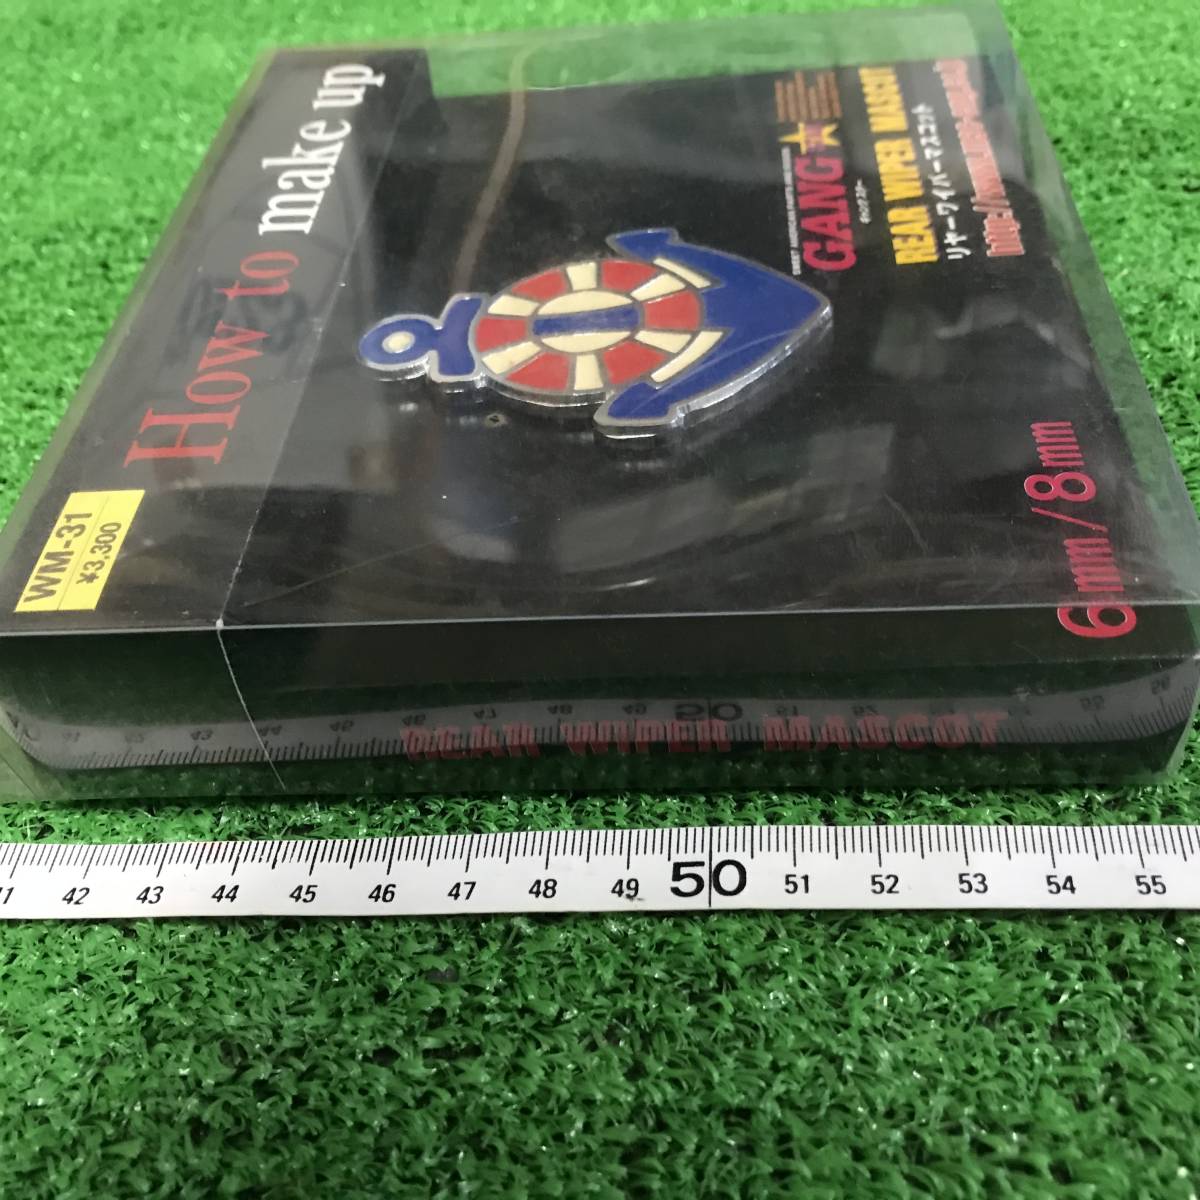 How to make up
WM-31
¥3,300
GANG
REAR WIPER MASCOT
リヤーワイパーマスコット
6mm/8mm
REAR WIPER MASCOT
42 43 44 45 46 47 48 49 50 51 52 53 54 55